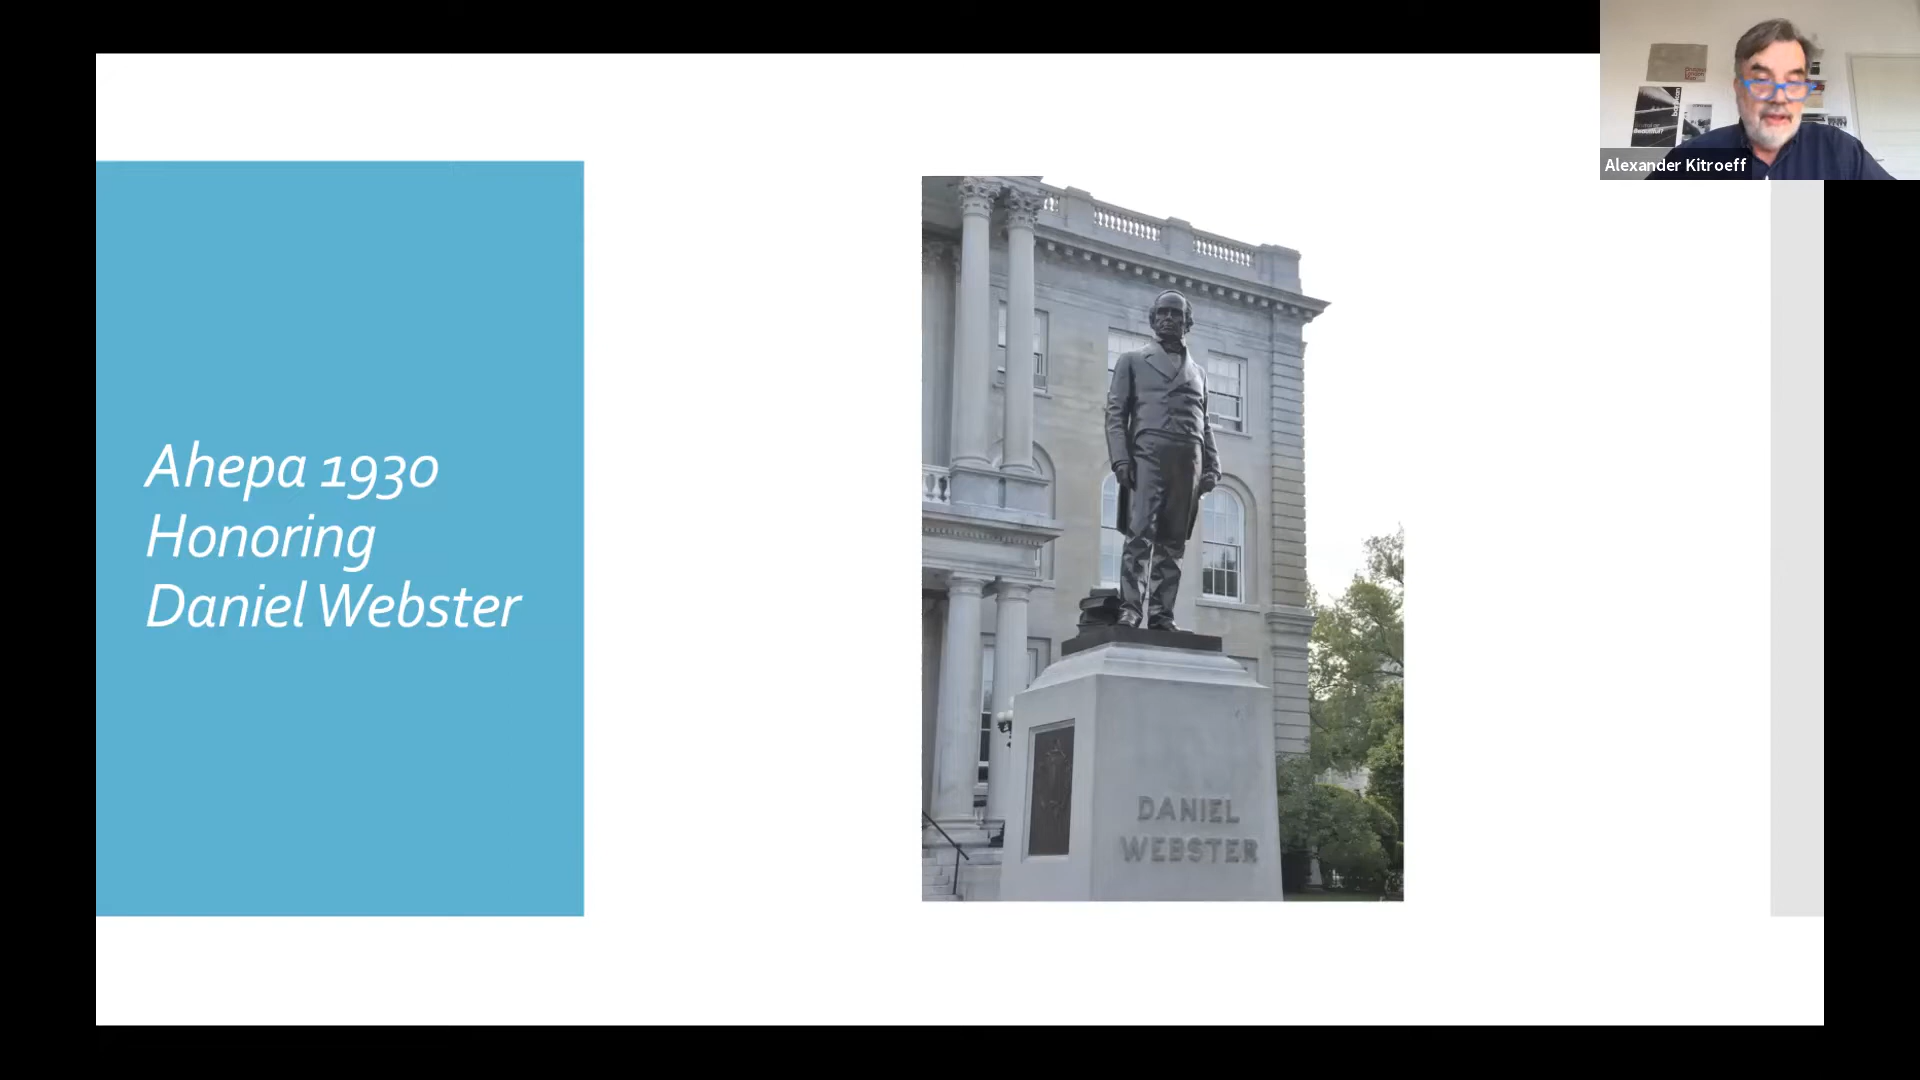 Ahepa 1930
Honoring
Daniel Webster
DANIEL
WEBSTER
Alexander Kitroeff